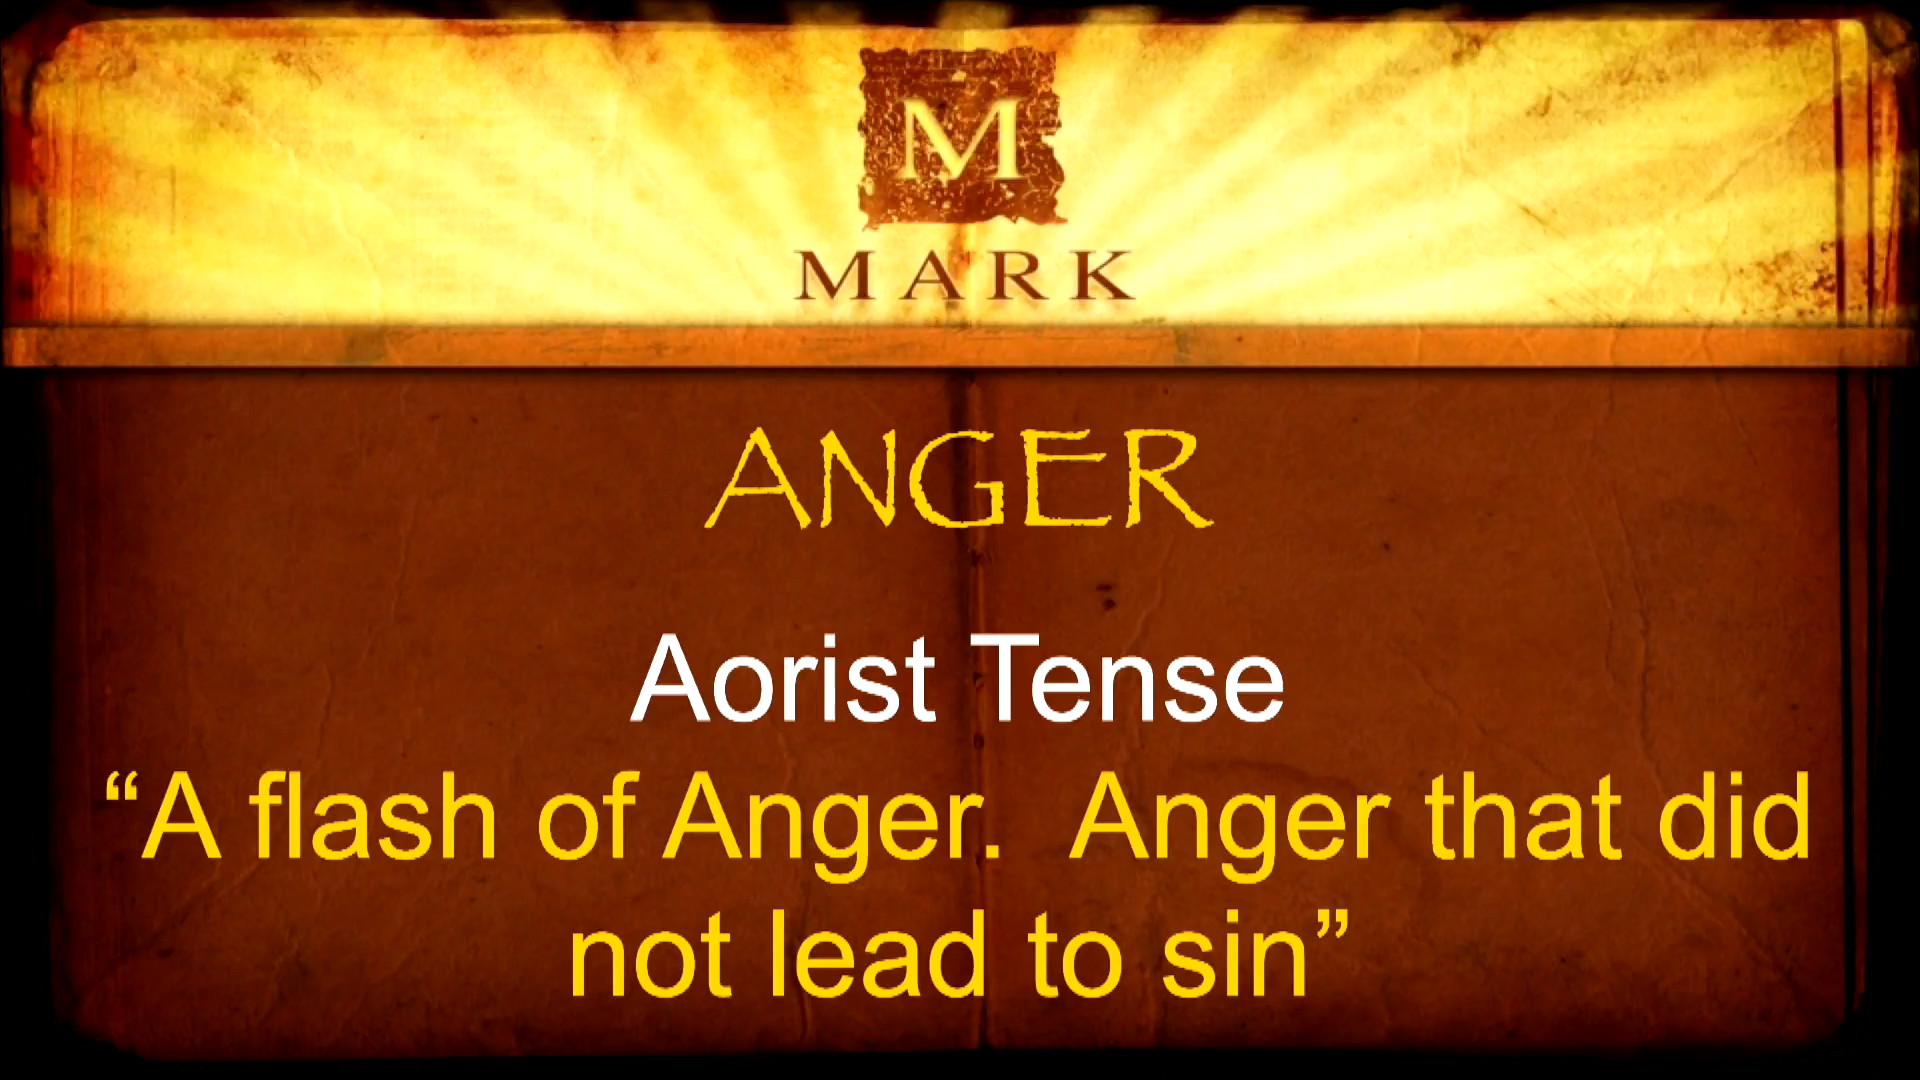 M
MARK
ANGER
Aorist Tense
“A flash of Anger.  Anger that did
not lead to sin”